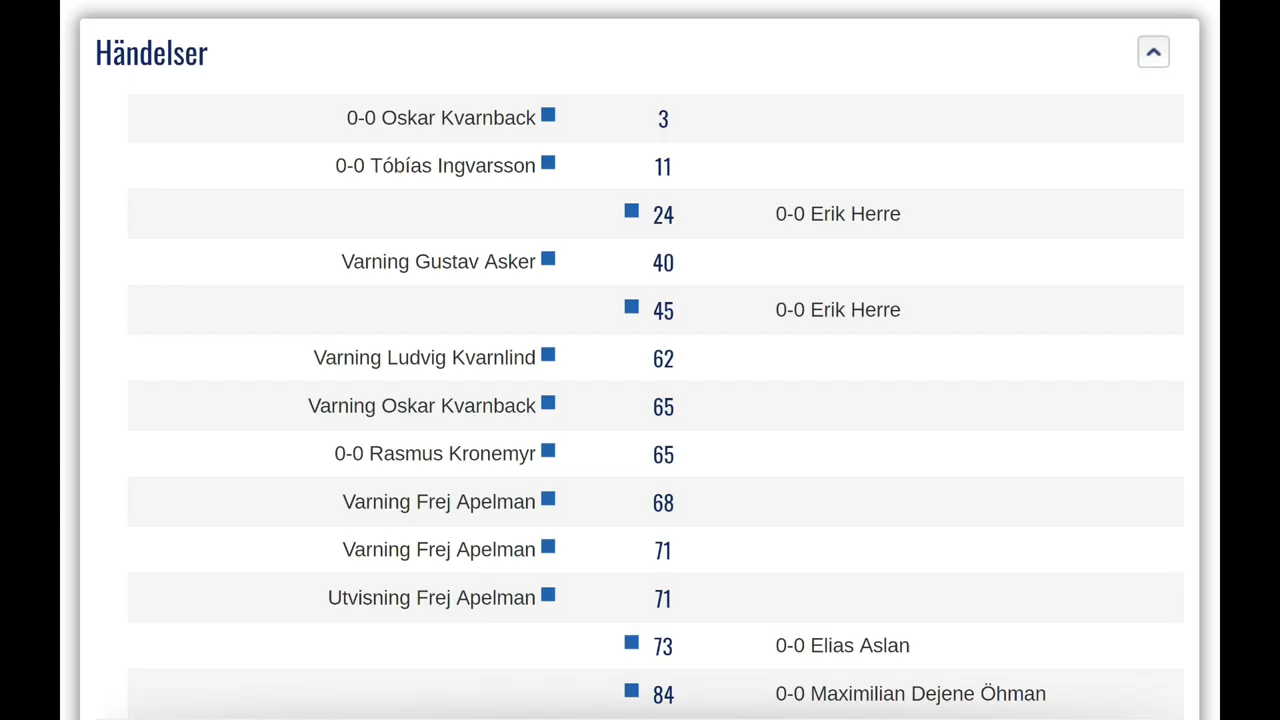 Händelser
0-0 Oskar Kvarnback 3
0-0 Tóbías Ingvarsson 11
24 0-0 Erik Herre
Varning Gustav Asker 40
45 0-0 Erik Herre
Varning Ludvig Kvarnlind 62
Varning Oskar Kvarnback 65
0-0 Rasmus Kronemyr 65
Varning Frej Apelman 68
Varning Frej Apelman 71
Utvisning Frej Apelman 71
73 0-0 Elias Aslan
84 0-0 Maximilian Dejene Öhman